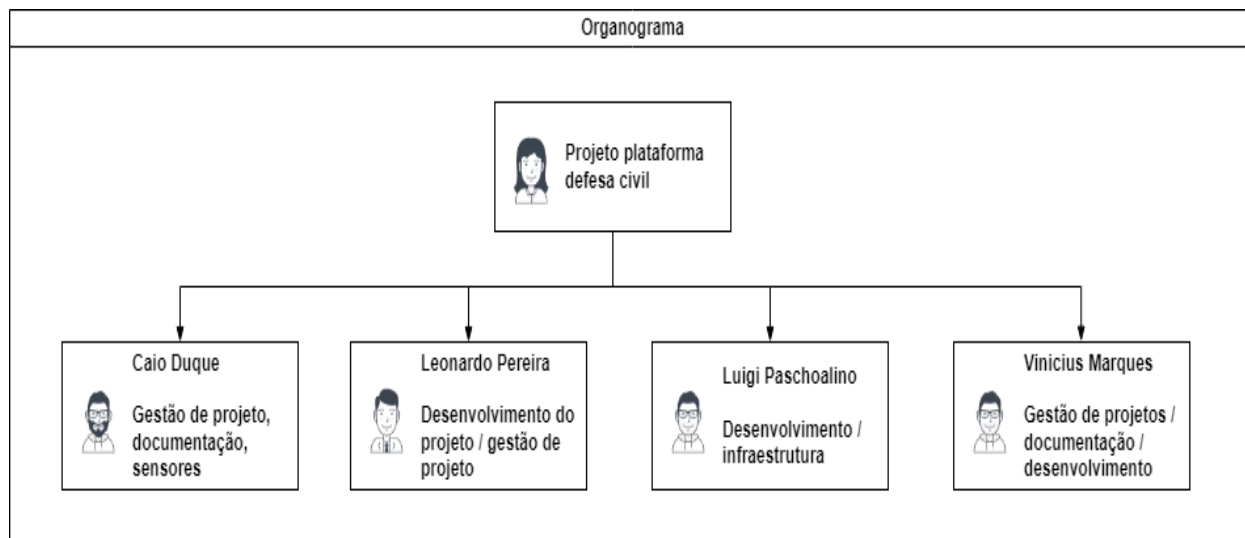 Organograma
Projeto plataforma
defesa civil
Caio Duque
Gestão de projeto,
documentação,
sensores
Leonardo Pereira
Desenvolvimento do
projeto / gestão de
projeto
Luigi Paschoalino
Desenvolvimento /
infraestrutura
Vinicius Marques
Gestão de projetos /
documentação /
desenvolvimento